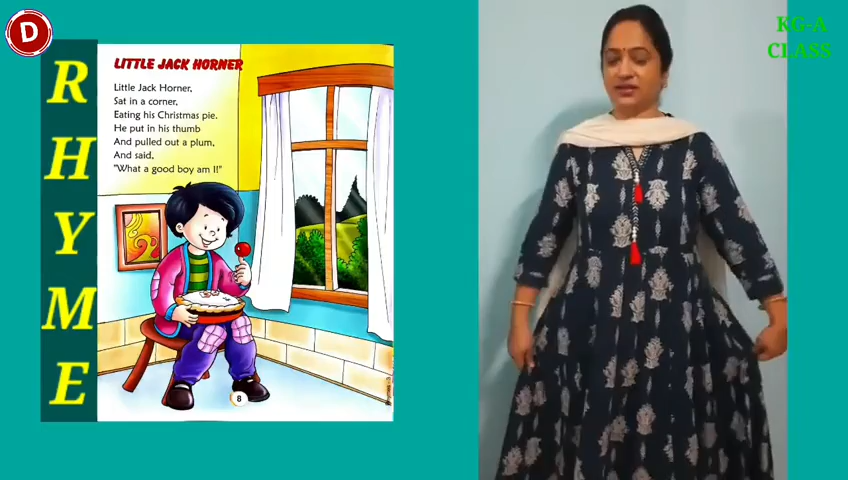 D
RHYME
LITTLE JACK HORNER
Little Jack Horner,
Sat in a corner,
Eating his Christmas pie.
He put in his thumb
And pulled out a plum,
And said,
"What a good boy am I!"
8
KG-A
CLASS